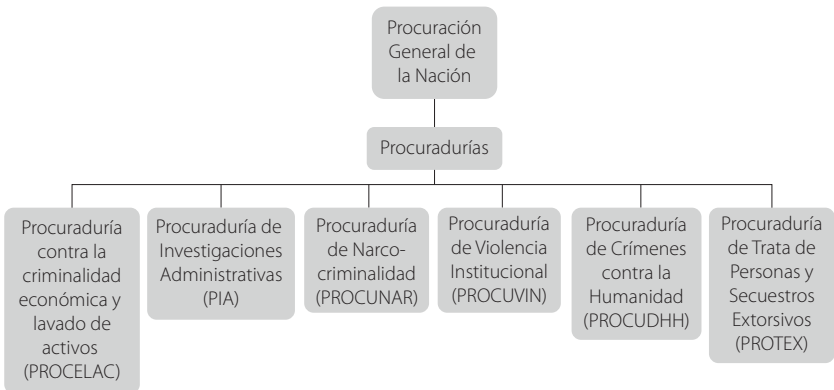 Procuración
General de
la Nación
Procuradurías
Procuraduría
contra la
criminalidad
económica y
lavado de
activos
(PROCELAC)
Procuraduría de
Investigaciones
Administrativas
(PIA)
Procuraduría
de Narco-
criminalidad
(PROCUNAR)
Procuraduría
de Violencia
Institucional
(PROCUVIN)
Procuraduría
de Crímenes
contra la
Humanidad
(PROCUDHH)
Procuraduría
de Trata de
Personas y
Secuestros
Extorsivos
(PROTEX)